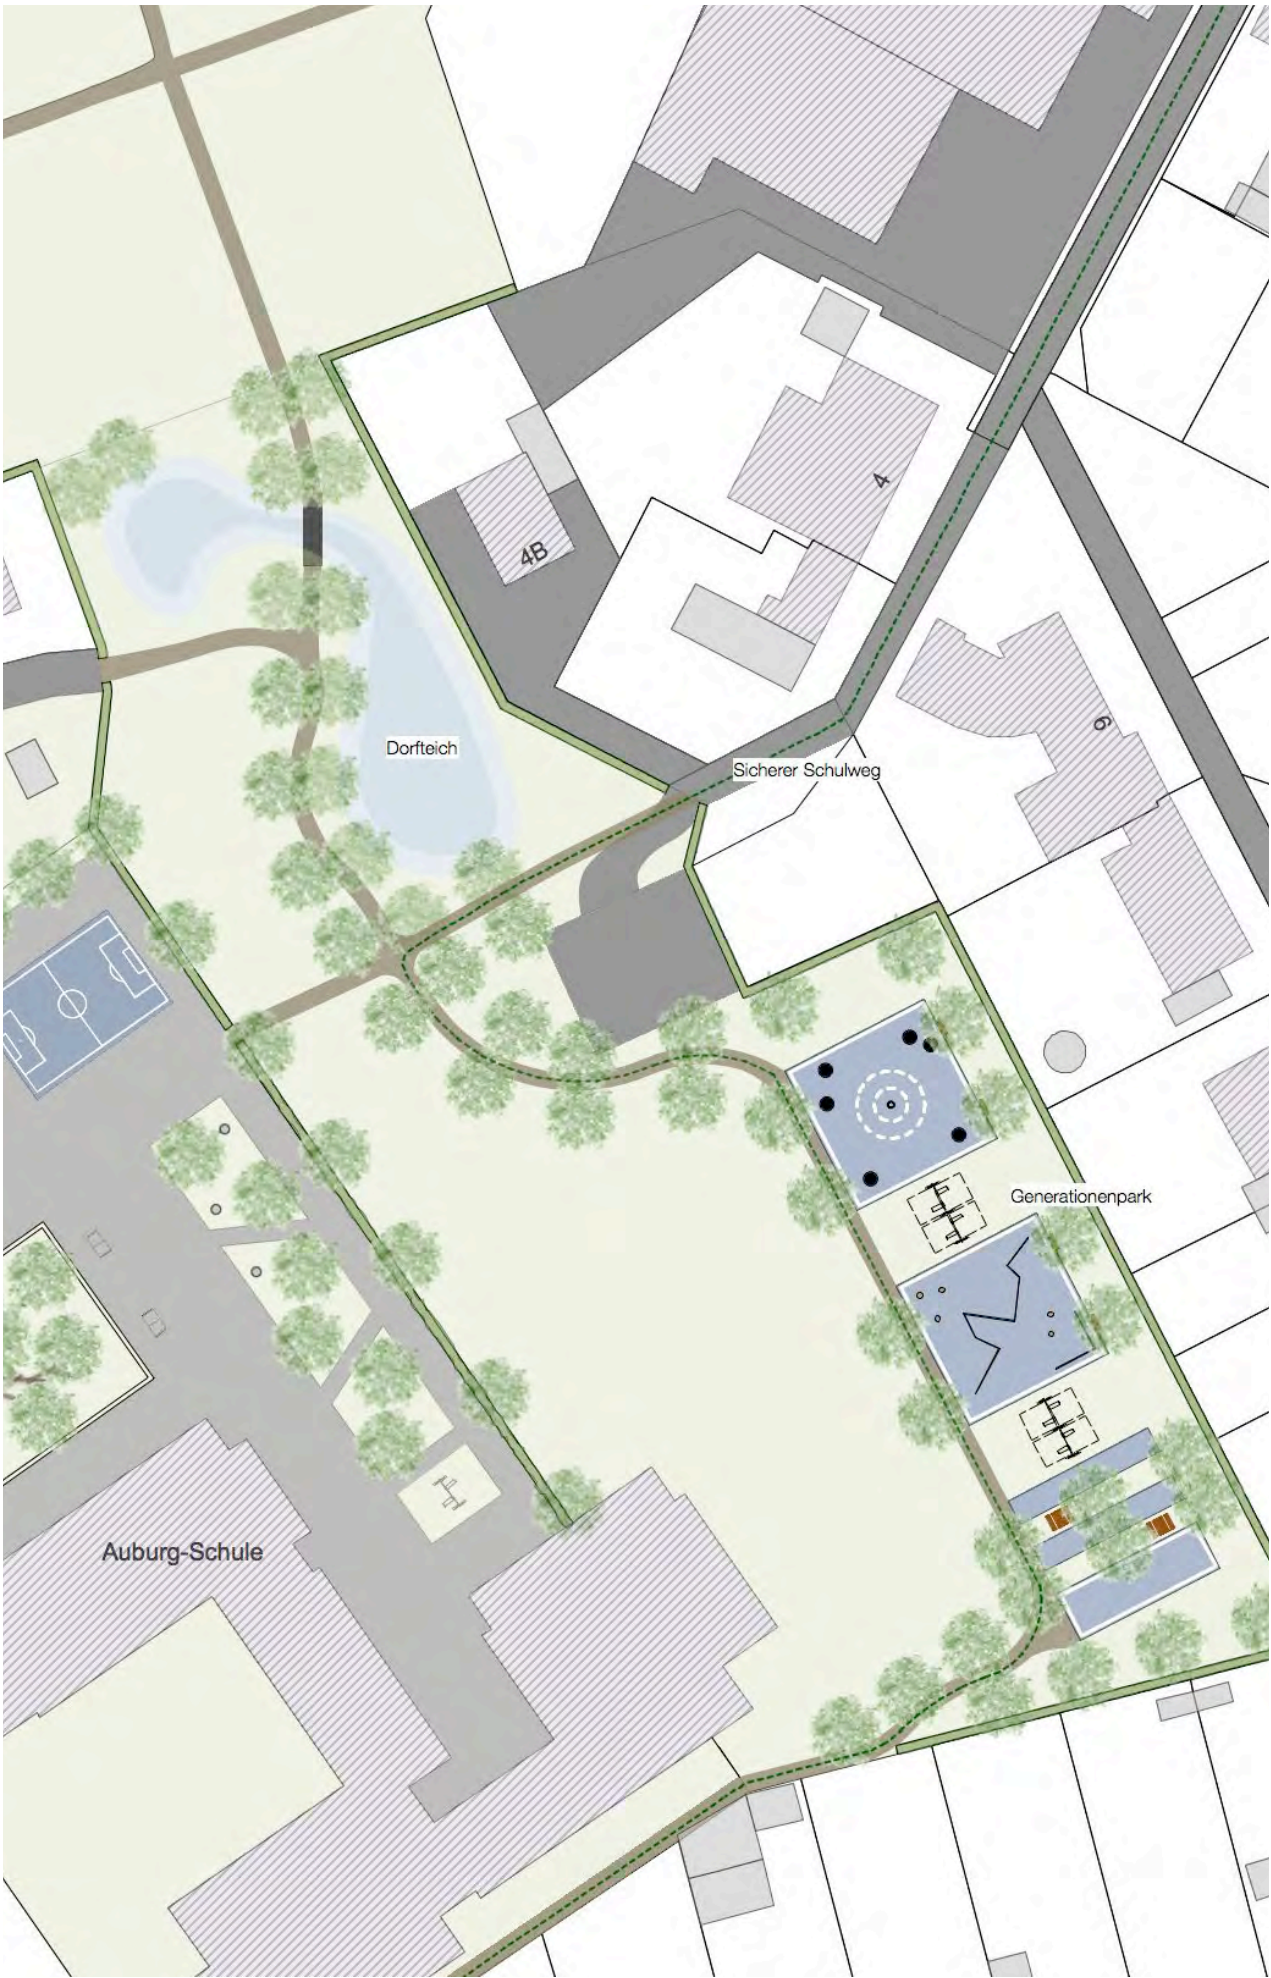 4
4B
6
Dorfteich
Sicherer Schulweg
Generationenpark
Auburg-Schule